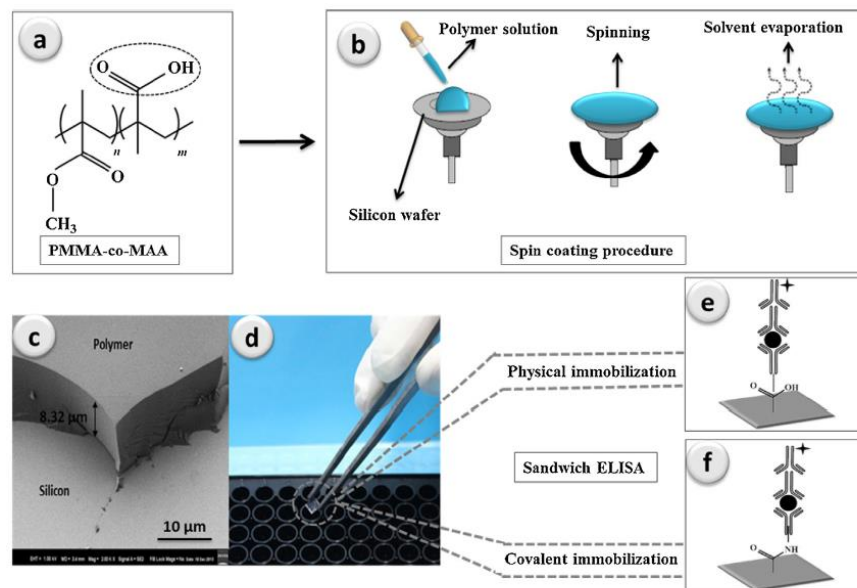 a
O
OH
n
m
O
O
CH3
PMMA-co-MAA
b
Polymer solution
Spinning
Solvent evaporation
Silicon wafer
Spin coating procedure
c
Polymer
8.32 µm
Silicon
10 µm
d
Physical immobilization
Sandwich ELISA
Covalent immobilization
e
O
OH
f
O
NH